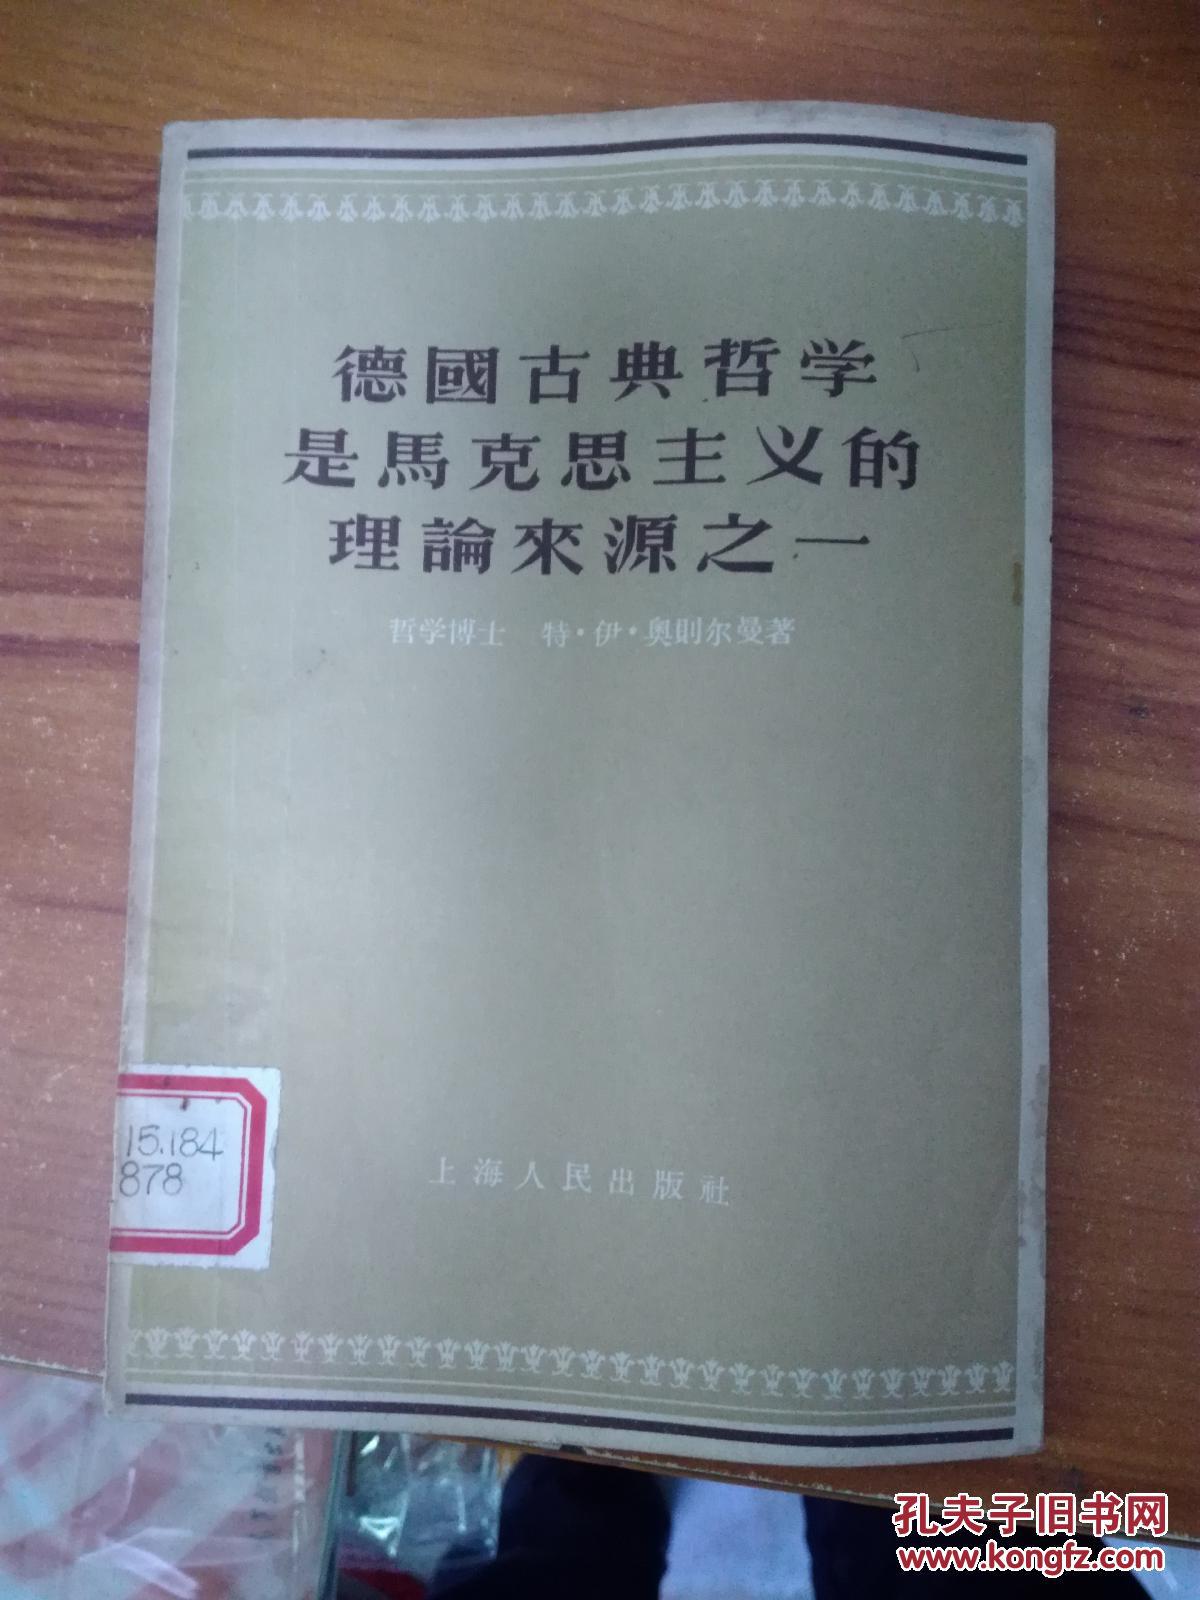 德國古典哲学
是馬克思主义的
理論來源之一
哲学博士 特·伊·奥則尔曼著
15.184
878
上海人民出版社
孔夫子旧书网
www.kongfz.com